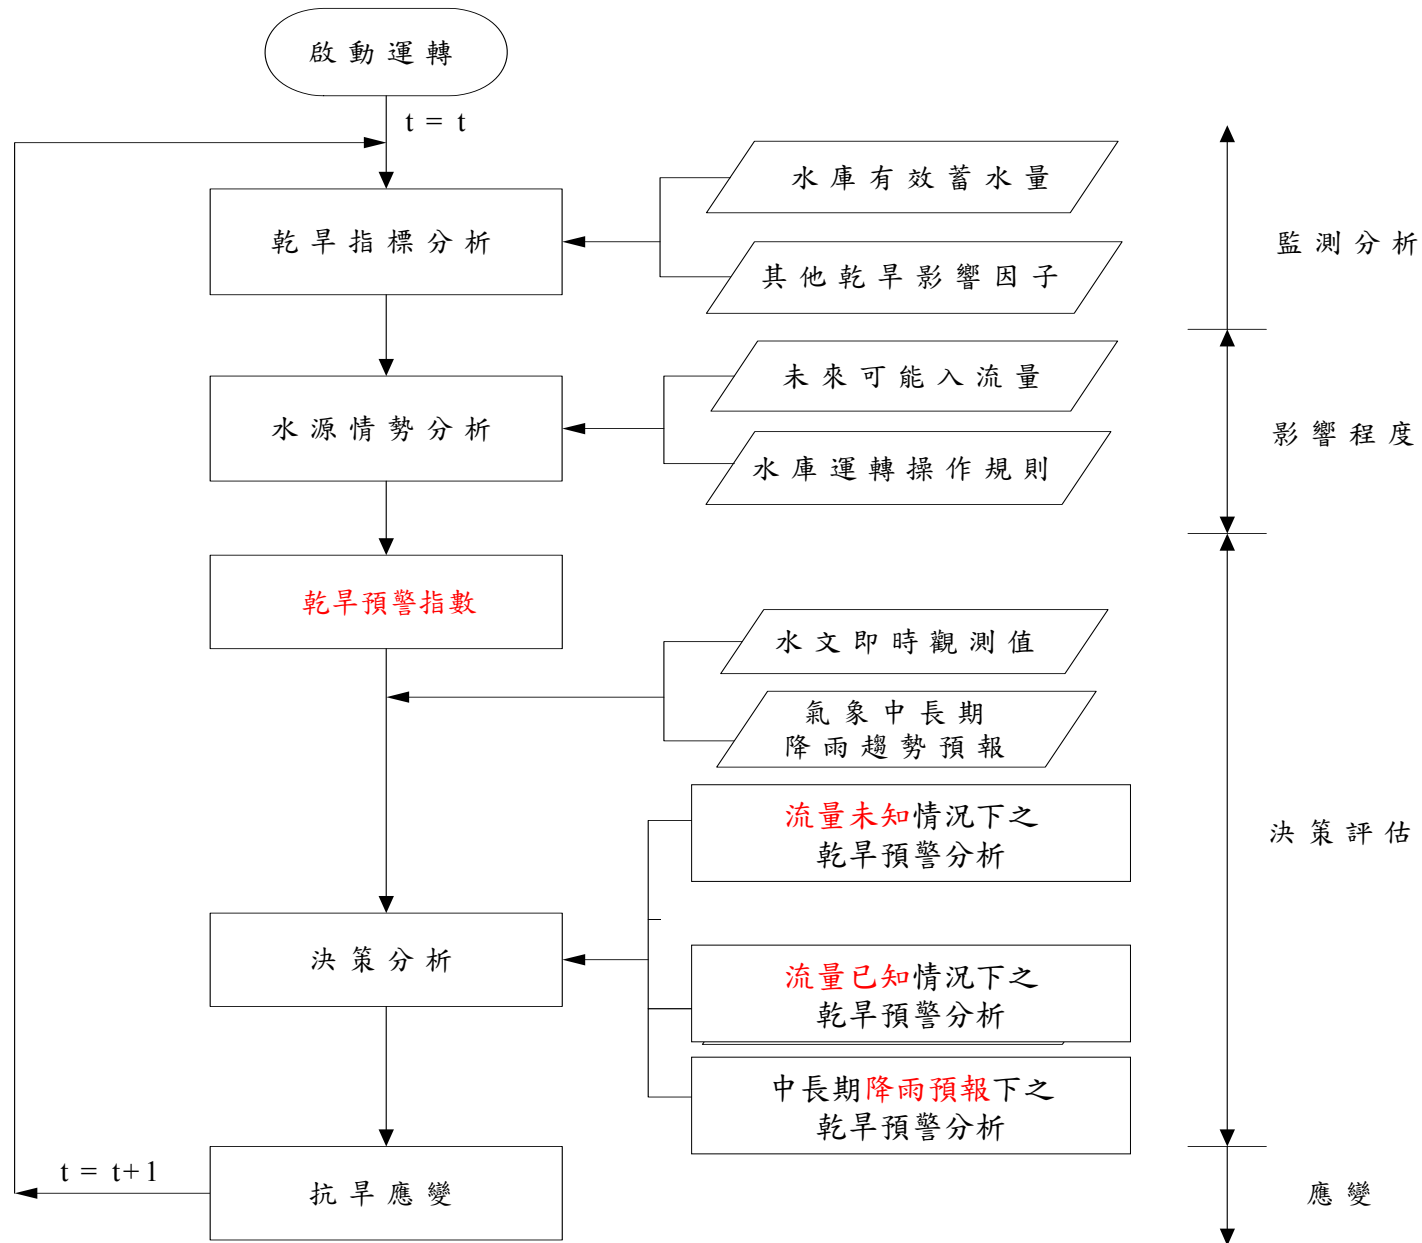 啟動運轉
t = t
水庫有效蓄水量
乾旱指標分析
其他乾旱影響因子
監測分析
未來可能入流量
水源情勢分析
水庫運轉操作規則
影響程度
乾旱預警指數
水文即時觀測值
氣象中長期
降雨趨勢預報
流量未知情況下之
乾旱預警分析
決策評估
決策分析
流量已知情況下之
乾旱預警分析
中長期降雨預報下之
乾旱預警分析
t = t+1
抗旱應變
應變